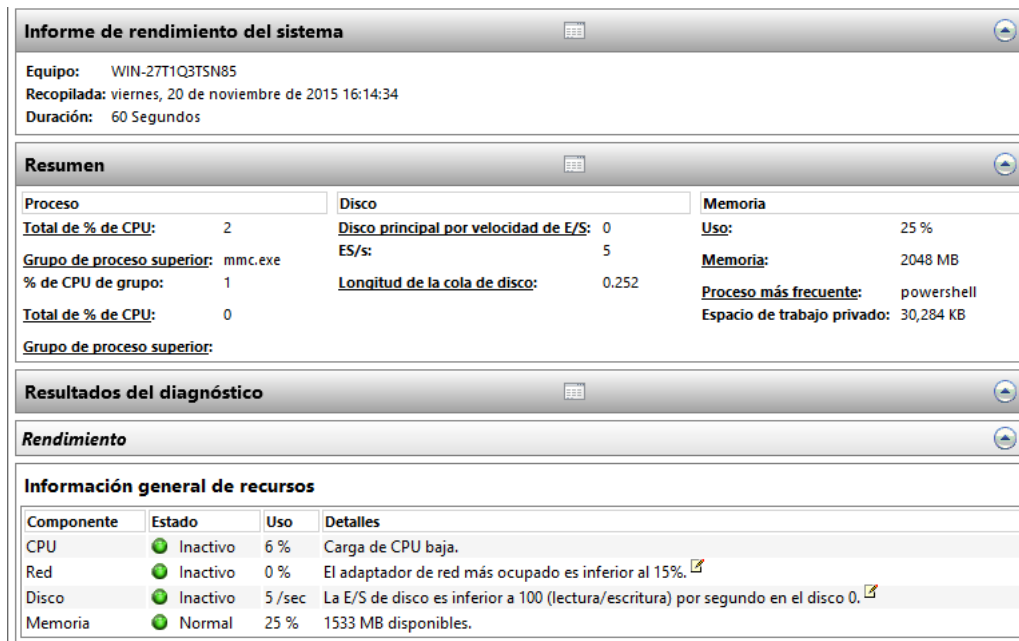 Informe de rendimiento del sistema
Equipo: WIN-27T1Q3TSN85
Recopilada: viernes, 20 de noviembre de 2015 16:14:34
Duración: 60 Segundos
Resumen
Proceso
Total de % de CPU: 2
Grupo de proceso superior: mmc.exe
% de CPU de grupo: 1
Total de % de CPU: 0
Grupo de proceso superior:
Disco
Disco principal por velocidad de E/S: 0
ES/s: 5
Longitud de la cola de disco: 0.252
Memoria
Uso: 25 %
Memoria: 2048 MB
Proceso más frecuente: powershell
Espacio de trabajo privado: 30,284 KB
Resultados del diagnóstico
Rendimiento
Información general de recursos
Componente Estado Uso Detalles
CPU Inactivo 6 % Carga de CPU baja.
Red Inactivo 0 % El adaptador de red más ocupado es inferior al 15%.
Disco Inactivo 5 /sec La E/S de disco es inferior a 100 (lectura/escritura) por segundo en el disco 0.
Memoria Normal 25 % 1533 MB disponibles.